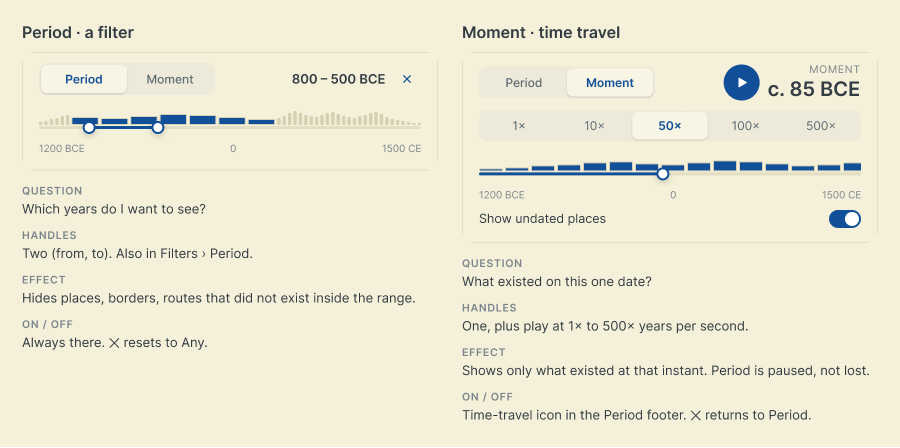 Period · a filter
Period
Moment
800 – 500 BCE ×
1200 BCE
0
1500 CE
QUESTION
Which years do I want to see?
HANDLES
Two (from, to). Also in Filters › Period.
EFFECT
Hides places, borders, routes that did not exist inside the range.
ON / OFF
Always there. ✕ resets to Any.
Moment · time travel
Period
Moment
MOMENT
c. 85 BCE
1×
10×
50×
100×
500×
1200 BCE
0
1500 CE
Show undated places
QUESTION
What existed on this one date?
HANDLES
One, plus play at 1× to 500× years per second.
EFFECT
Shows only what existed at that instant. Period is paused, not lost.
ON / OFF
Time-travel icon in the Period footer. ✕ returns to Period.